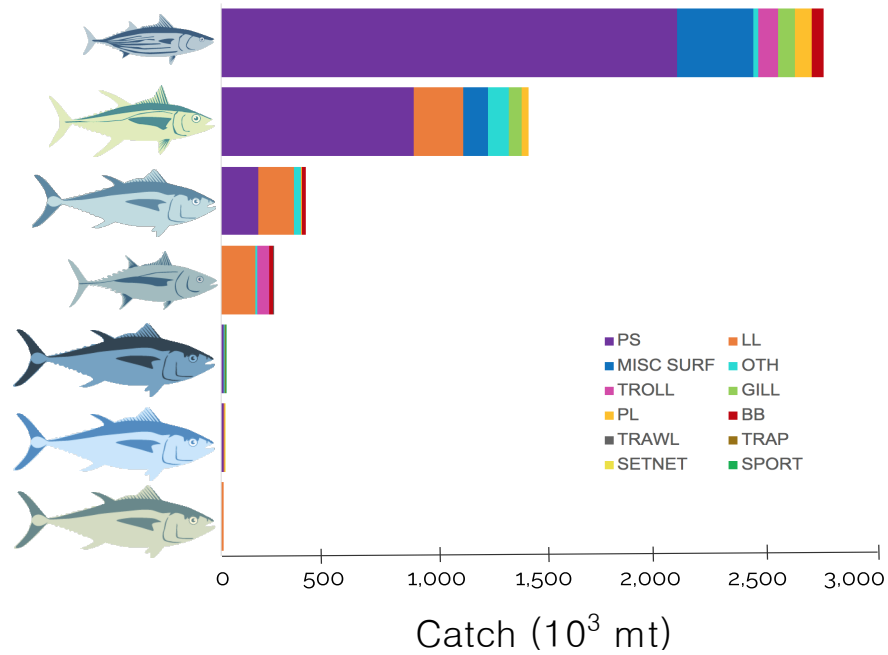 PS LL
MISC SURF OTH
TROLL GILL
PL BB
TRAWL TRAP
SETNET SPORT
0 500 1,000 1,500 2,000 2,500 3,000
Catch (10³ mt)